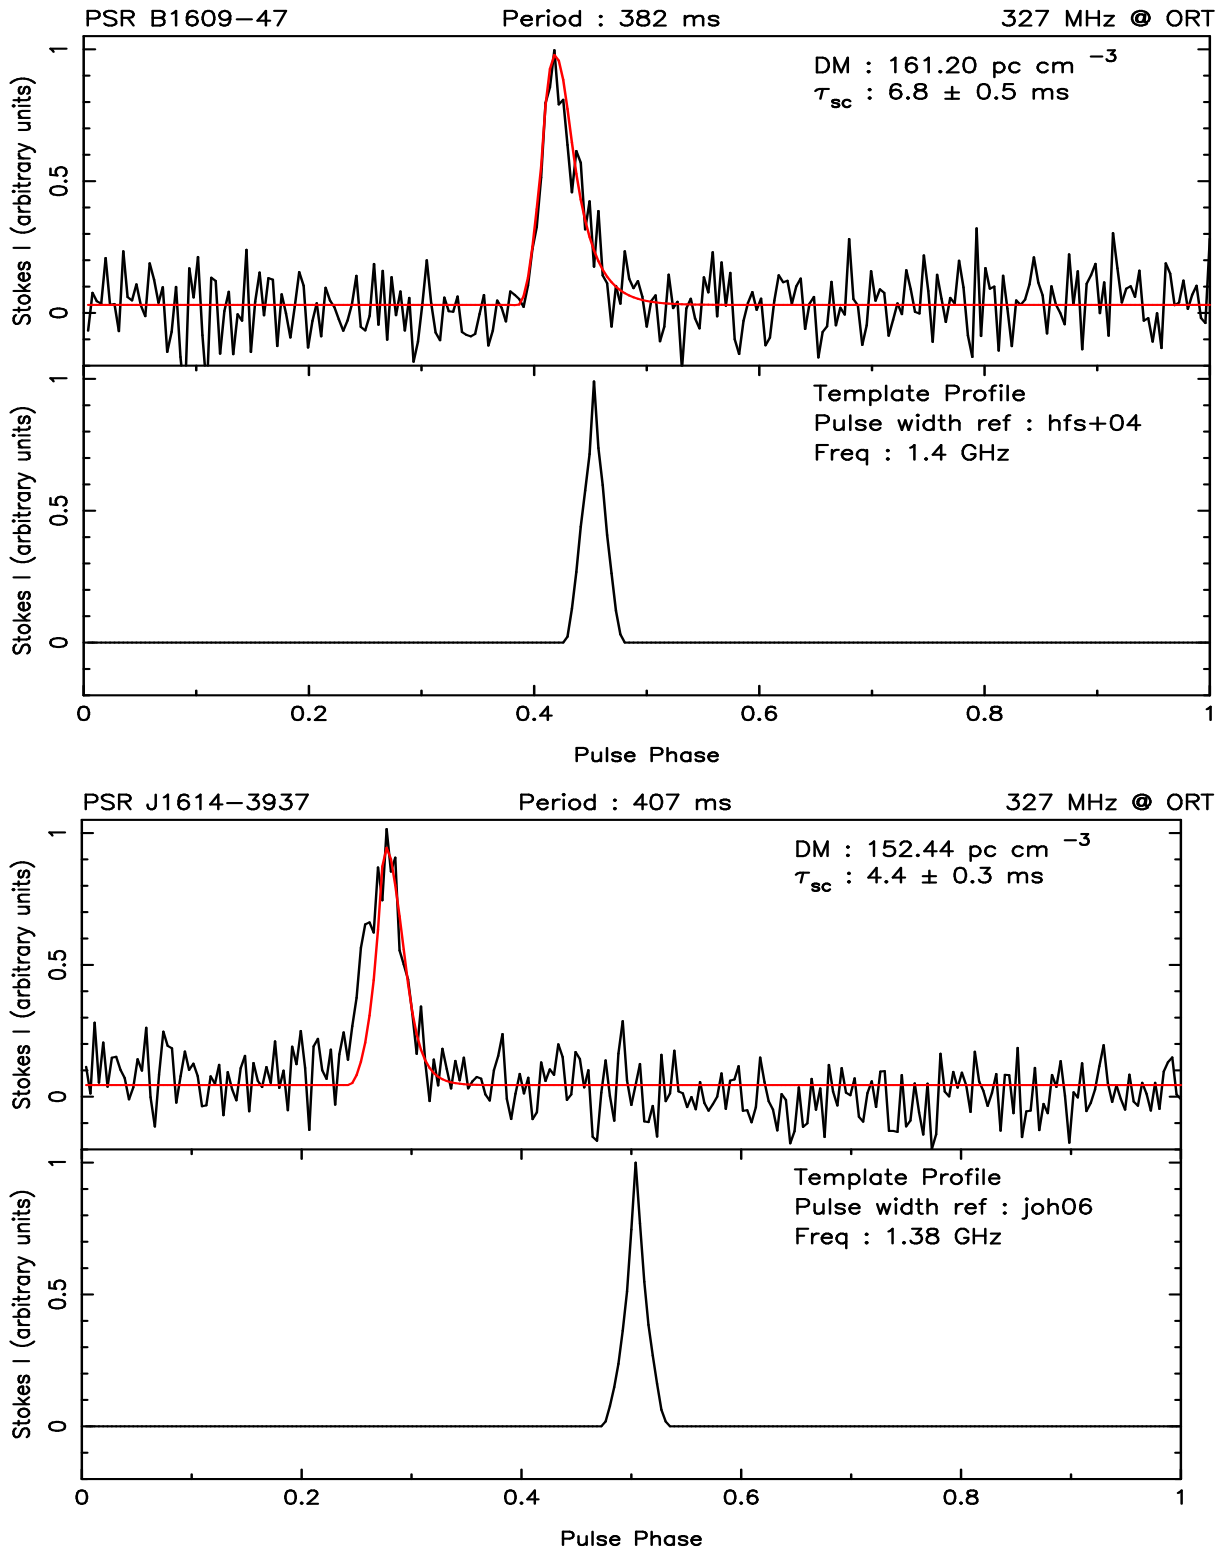 PSR B1609−47 Period : 382 ms 327 MHz @ ORT
DM : 161.20 pc cm −3
τsc : 6.8 ± 0.5 ms
Stokes I (arbitrary units)
1
0.5
0
Template Profile
Pulse width ref : hfs+04
Freq : 1.4 GHz
Stokes I (arbitrary units)
1
0.5
0
0 0.2 0.4 0.6 0.8 1
Pulse Phase
PSR J1614−3937 Period : 407 ms 327 MHz @ ORT
DM : 152.44 pc cm −3
τsc : 4.4 ± 0.3 ms
Stokes I (arbitrary units)
1
0.5
0
Template Profile
Pulse width ref : joh06
Freq : 1.38 GHz
Stokes I (arbitrary units)
1
0.5
0
0 0.2 0.4 0.6 0.8 1
Pulse Phase